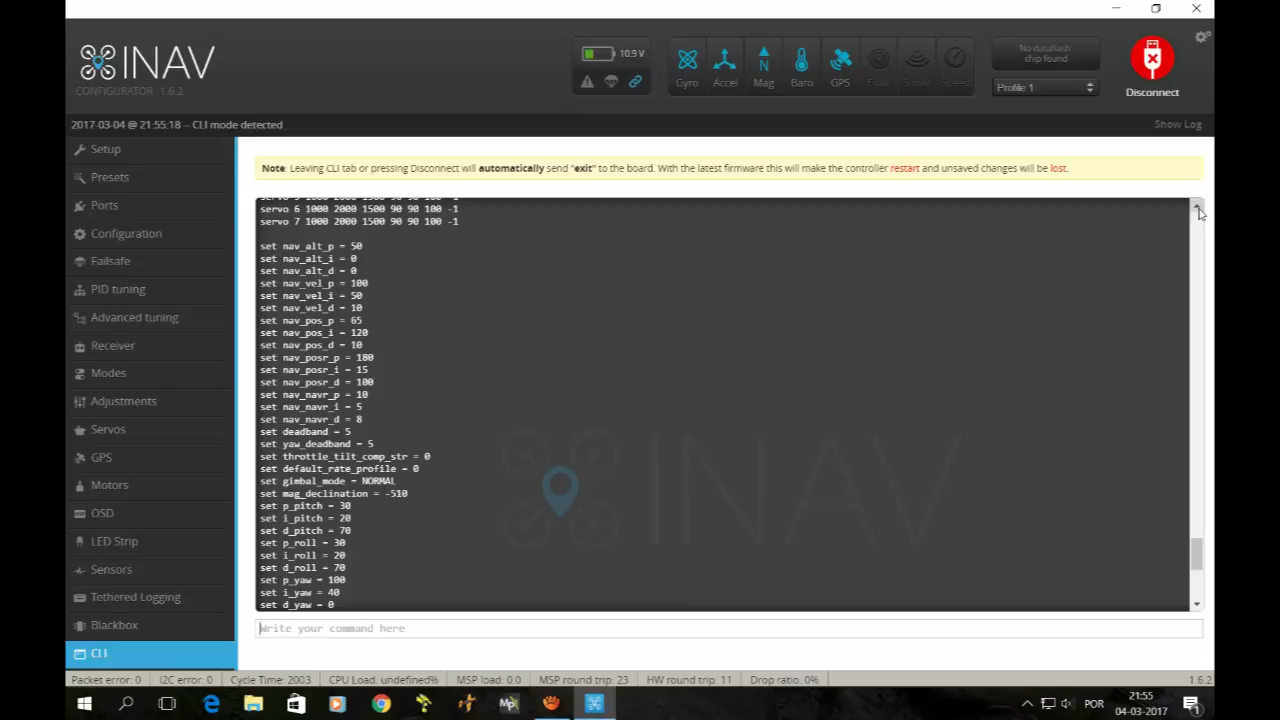 INAV
CONFIGURATOR 1.6.2
10.9 V
Gyro Accel Mag Baro GPS
No dataflash
chip found
Profile 1
Disconnect
2017-03-04 @ 21:55:18 -- CLI mode detected
Show Log
Setup
Presets
Ports
Configuration
Failsafe
PID tuning
Advanced tuning
Receiver
Modes
Adjustments
Servos
GPS
Motors
OSD
LED Strip
Sensors
Tethered Logging
Blackbox
CLI
Note: Leaving CLI tab or pressing Disconnect will automatically send "exit" to the board. With the latest firmware this will make the controller restart and unsaved changes will be lost.
servo 5 1000 2000 1500 90 90 100 -1
servo 6 1000 2000 1500 90 90 100 -1
servo 7 1000 2000 1500 90 90 100 -1
set nav_alt_p = 50
set nav_alt_i = 0
set nav_alt_d = 0
set nav_vel_p = 100
set nav_vel_i = 50
set nav_vel_d = 10
set nav_pos_p = 65
set nav_pos_i = 120
set nav_pos_d = 10
set nav_posr_p = 180
set nav_posr_i = 15
set nav_posr_d = 100
set nav_navr_p = 10
set nav_navr_i = 5
set nav_navr_d = 8
set deadband = 5
set yaw_deadband = 5
set throttle_tilt_comp_str = 0
set default_rate_profile = 0
set gimbal_mode = NORMAL
set mag_declination = -510
set p_pitch = 30
set i_pitch = 20
set d_pitch = 70
set p_roll = 30
set i_roll = 20
set d_roll = 70
set p_yaw = 100
set i_yaw = 40
set d_yaw = 0
INAV
Write your command here
Packet error: 0 I2C error: 0 Cycle Time: 2003 CPU Load: undefined% MSP load: 0.0 MSP round trip: 23 HW round trip: 11 Drop ratio: 0% 1.6.2
POR
21:55
04-03-2017